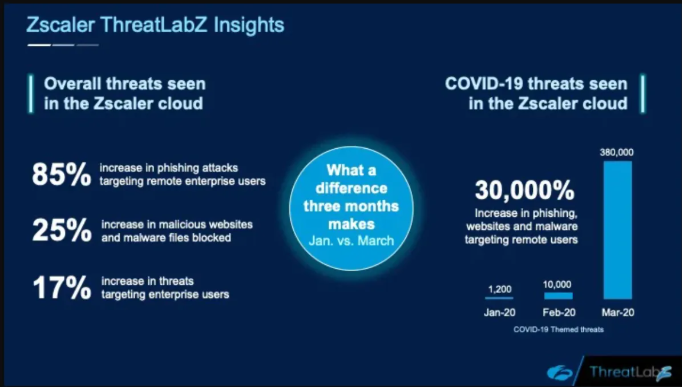 Zscaler ThreatLabZ Insights
Overall threats seen
in the Zscaler cloud
85%
increase in phishing attacks
targeting remote enterprise users
25%
increase in malicious websites
and malware files blocked
17%
increase in threats
targeting enterprise users
What a
difference
three months
makes
Jan. vs. March
COVID-19 threats seen
in the Zscaler cloud
30,000%
Increase in phishing,
websites and malware
targeting remote users
380,000
1,200
10,000
Jan-20
Feb-20
Mar-20
COVID-19 Themed threats
ThreatLabZ